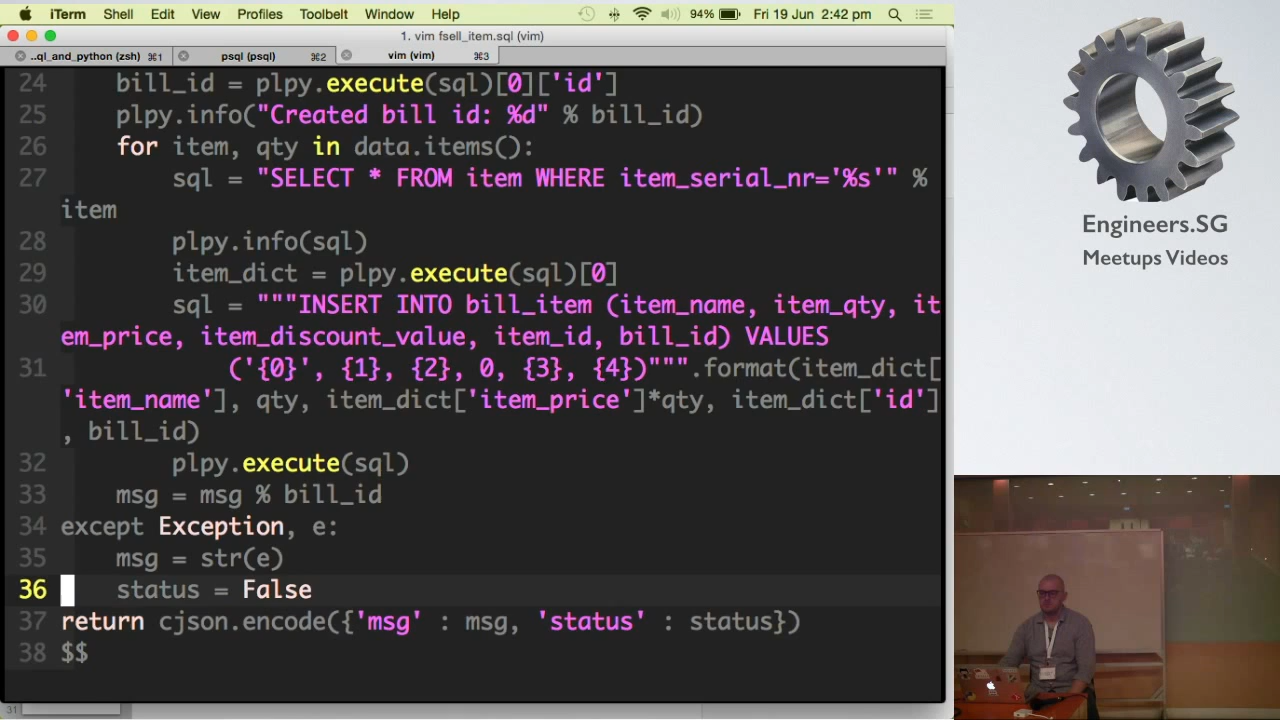 iTerm Shell Edit View Profiles Toolbelt Window Help 94% Fri 19 Jun 2:42 pm
1. vim fsell_item.sql (vim)
..ql_and_python (zsh) ⌘1 psql (psql) ⌘2 vim (vim) ⌘3
24 bill_id = plpy.execute(sql)[0]['id']
25 plpy.info("Created bill id: %d" % bill_id)
26 for item, qty in data.items():
27 sql = "SELECT * FROM item WHERE item_serial_nr='%s'" %
item
28 plpy.info(sql)
29 item_dict = plpy.execute(sql)[0]
30 sql = """INSERT INTO bill_item (item_name, item_qty, it
em_price, item_discount_value, item_id, bill_id) VALUES
31 ('{0}', {1}, {2}, 0, {3}, {4})""".format(item_dict[
'item_name'], qty, item_dict['item_price']*qty, item_dict['id']
, bill_id)
32 plpy.execute(sql)
33 msg = msg % bill_id
34 except Exception, e:
35 msg = str(e)
36 status = False
37 return cjson.encode({'msg' : msg, 'status' : status})
38 $$
31
Engineers.SG
Meetups Videos